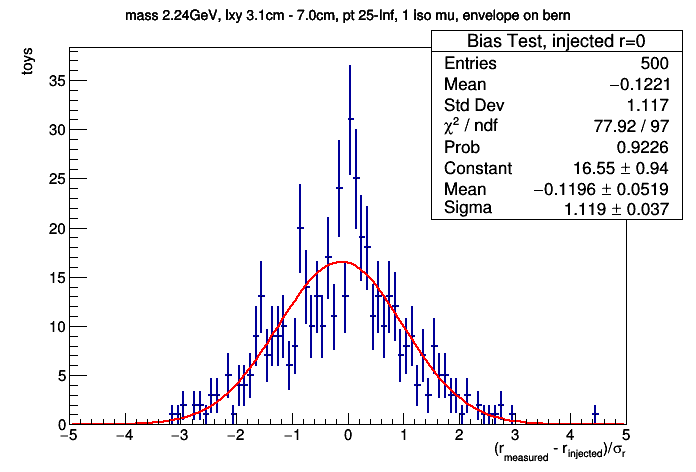 mass 2.24GeV, lxy 3.1cm - 7.0cm, pt 25-Inf, 1 Iso mu, envelope on bern
Bias Test, injected r=0
Entries 500
Mean −0.1221
Std Dev 1.117
χ² / ndf 77.92 / 97
Prob 0.9226
Constant 16.55 ± 0.94
Mean −0.1196 ± 0.0519
Sigma 1.119 ± 0.037
toys
35
30
25
20
15
10
5
0
−5 −4 −3 −2 −1 0 1 2 3 4 5
(r_measured - r_injected)/σ_r